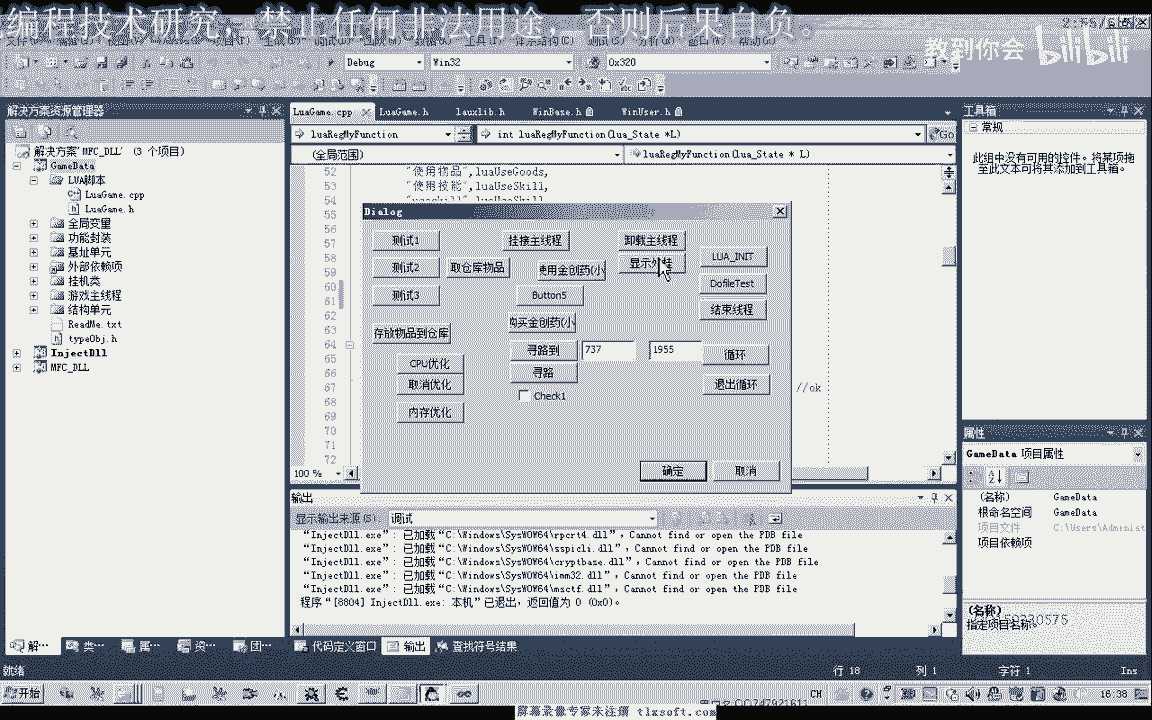 编程技术研究，禁止任何非法用途，否则后果自负。
教到你会 bilibili
Debug
Win32
0x320
解决方案资源管理器
解决方案"MFC_DLL" (3 个项目)
GameData
LUA脚本
LuaGame.cpp
LuaGame.h
全局变量
功能封装
基址单元
外部依赖项
挂机类
游戏主线程
结构单元
ReadMe.txt
typeObj.h
InjectDll
MFC_DLL
LuaGame.cpp
LuaGame.h
lauxlib.h
WinBase.h
WinUser.h
luaRegMyFunction
int luaRegMyFunction(lua_State *L)
Go
(全局范围)
luaRegMyFunction(lua_State * L)
52 "使用物品",luaUseGoods,
53 "使用技能",luaUseSkill,
54
55
56
57
58
59
60
61
62
63
64
65
66
67 //ok
68
69
70
71
72
100 %
Dialog
测试1
挂接主线程
卸载主线程
测试2
取仓库物品
使用金创药(小
显示外挂
LUA_INIT
DofileTest
测试3
Button5
结束线程
购买金创药(小
存放物品到仓库
寻路到
737
1955
循环
CPU优化
寻路
取消优化
退出循环
Check1
内存优化
确定
取消
输出
显示输出来源(S):
调试
"InjectDll.exe": 已加载"C:\Windows\SysWOW64\rpcrt4.dll", Cannot find or open the PDB file
"InjectDll.exe": 已加载"C:\Windows\SysWOW64\sspicli.dll", Cannot find or open the PDB file
"InjectDll.exe": 已加载"C:\Windows\SysWOW64\cryptbase.dll", Cannot find or open the PDB file
"InjectDll.exe": 已加载"C:\Windows\SysWOW64\imm32.dll", Cannot find or open the PDB file
"InjectDll.exe": 已加载"C:\Windows\SysWOW64\msctf.dll", Cannot find or open the PDB file
程序"[8804] InjectDll.exe: 本机"已退出，返回值为 0 (0x0)。
工具箱
常规
此组中没有可用的控件。将某项拖
至此文本可将其添加到工具箱。
属性
GameData 项目属性
(名称) GameData
根命名空间 GameData
项目文件 C:\Users\Administ
项目依赖项
(名称)
指定项目名称。
解…
类…
属…
资…
团…
代码定义窗口
输出
查找符号结果
就绪
行 18
列 1
字符 1
Ins
开始
CH
16:38
屏幕录像专家未注册 tlxsoft.com